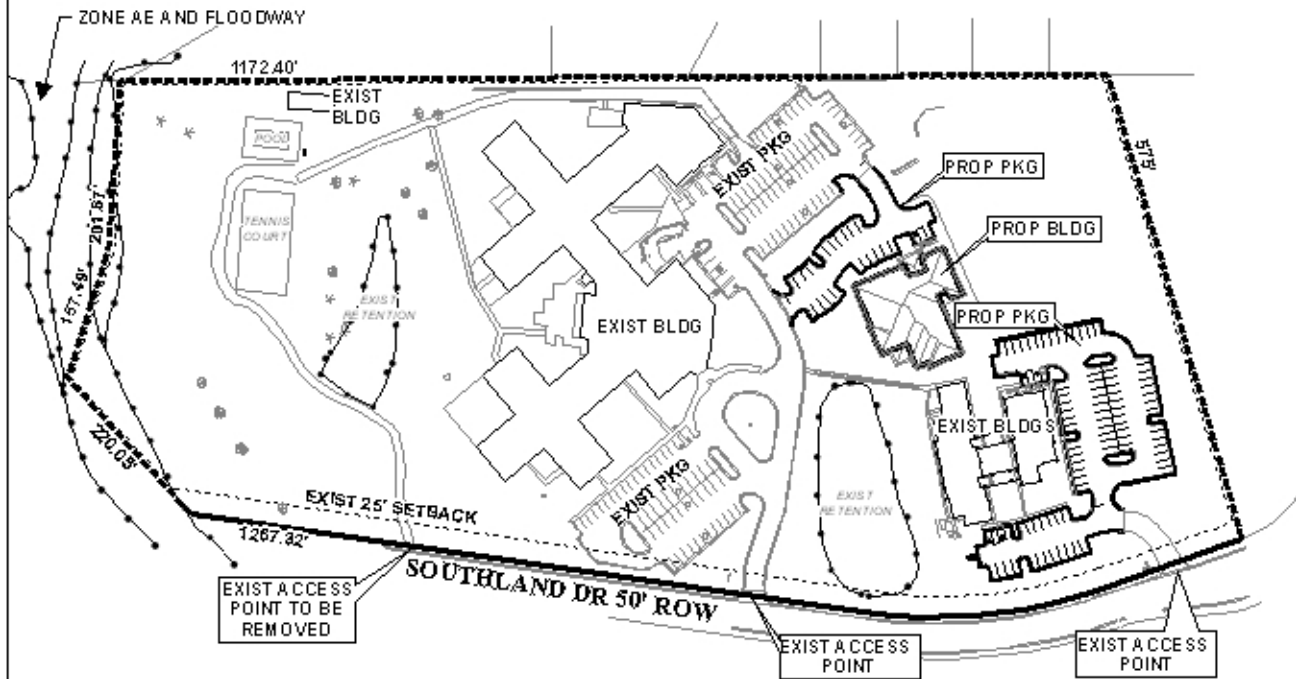 ZONE AE AND FLOODWAY
1172.40'
EXIST
BLDG
POOL
EXIST PKG
PROP PKG
575'
201.67'
TENNIS
COURT
PROP BLDG
157.49'
EXIST
RETENTION
EXIST BLDG
PROP PKG
220.05'
EXIST BLDGS
EXIST PKG
EXIST
RETENTION
EXIST 25' SETBACK
1267.32'
SOUTHLAND DR 50' ROW
EXIST ACCESS
POINT TO BE
REMOVED
EXIST ACCESS
POINT
EXIST ACCESS
POINT